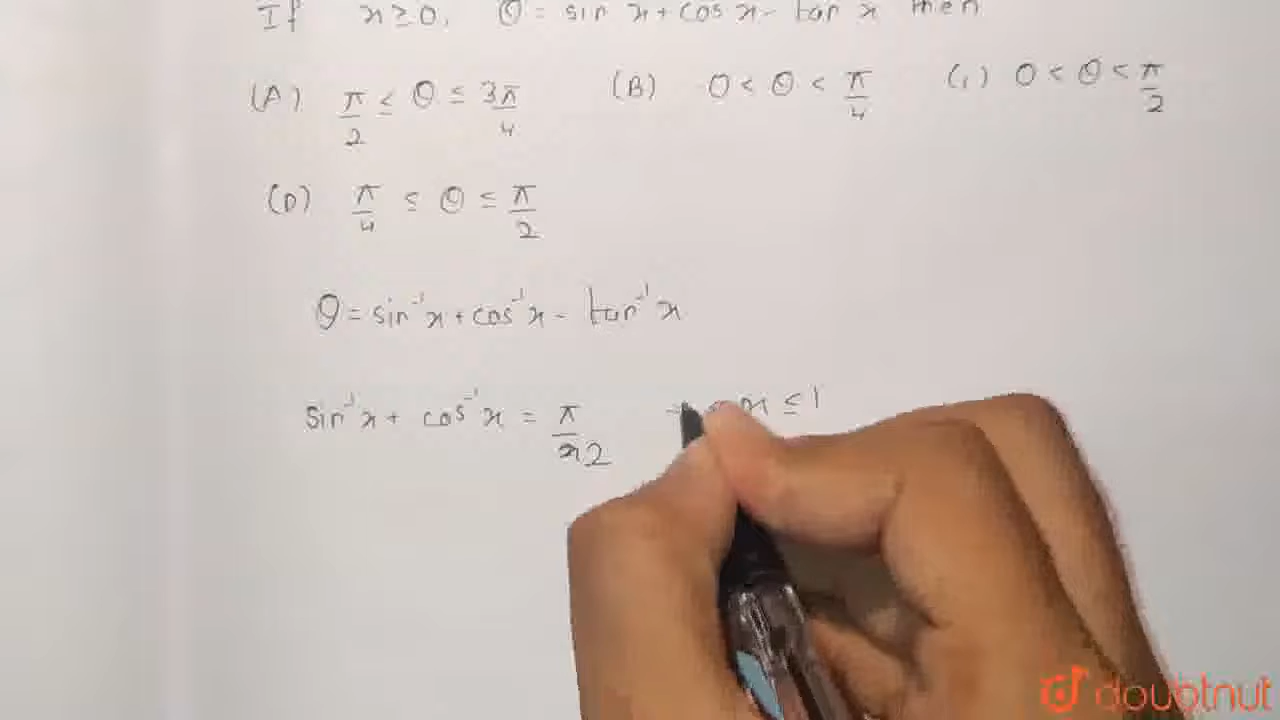 If x ≥ 0, θ = sin x + cos x - tan x then
(A) π/2 ≤ θ ≤ 3π/4 (B) 0 < θ < π/4 (C) 0 < θ < π/2
(D) π/4 ≤ θ ≤ π/2
θ = sin⁻¹x + cos⁻¹x - tan⁻¹x
sin⁻¹x + cos⁻¹x = π/2 x ≤ 1
doubtnut